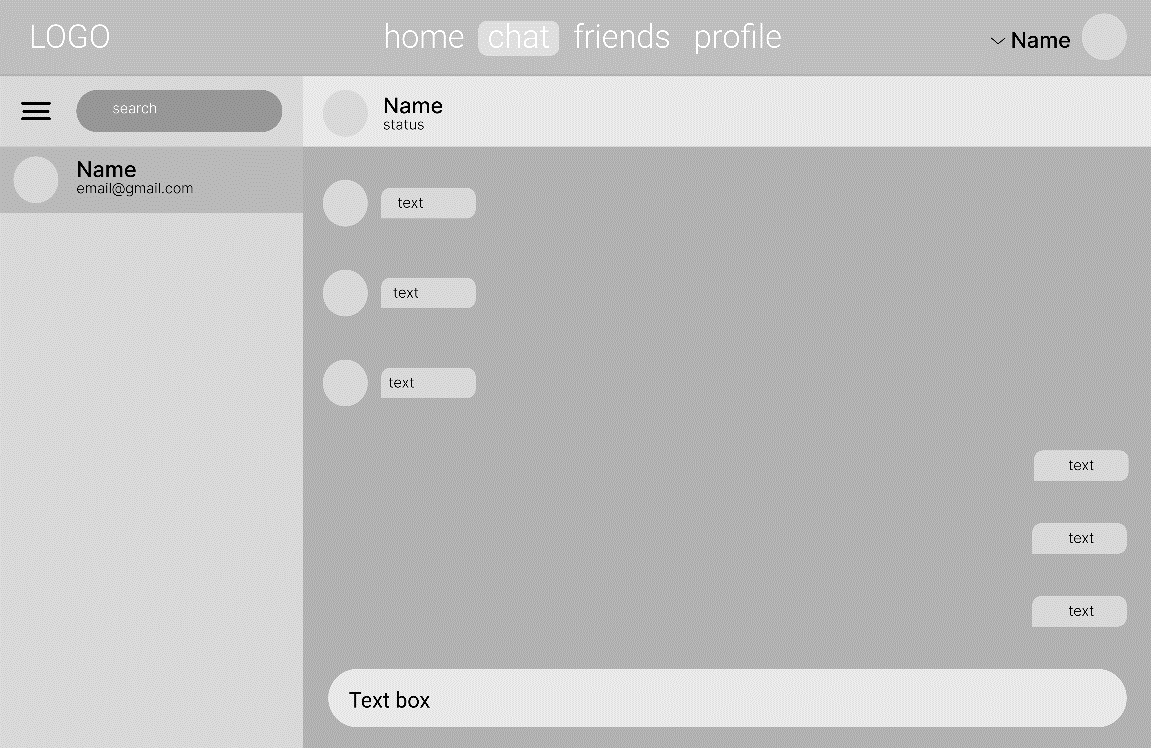 LOGO
home chat friends profile
Name
search
Name
status
Name
email@gmail.com
text
text
text
text
text
text
Text box